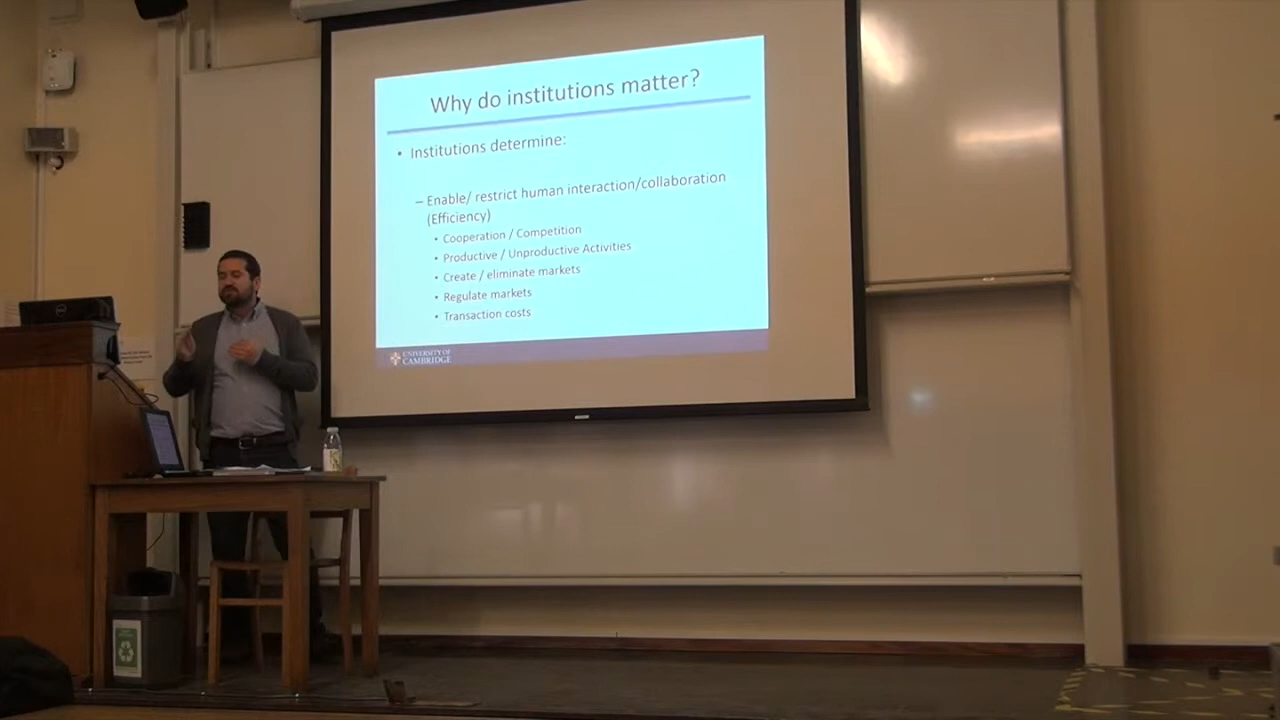 Why do institutions matter?
• Institutions determine:
– Enable/ restrict human interaction/collaboration
(Efficiency)
• Cooperation / Competition
• Productive / Unproductive Activities
• Create / eliminate markets
• Regulate markets
• Transaction costs
UNIVERSITY OF
CAMBRIDGE